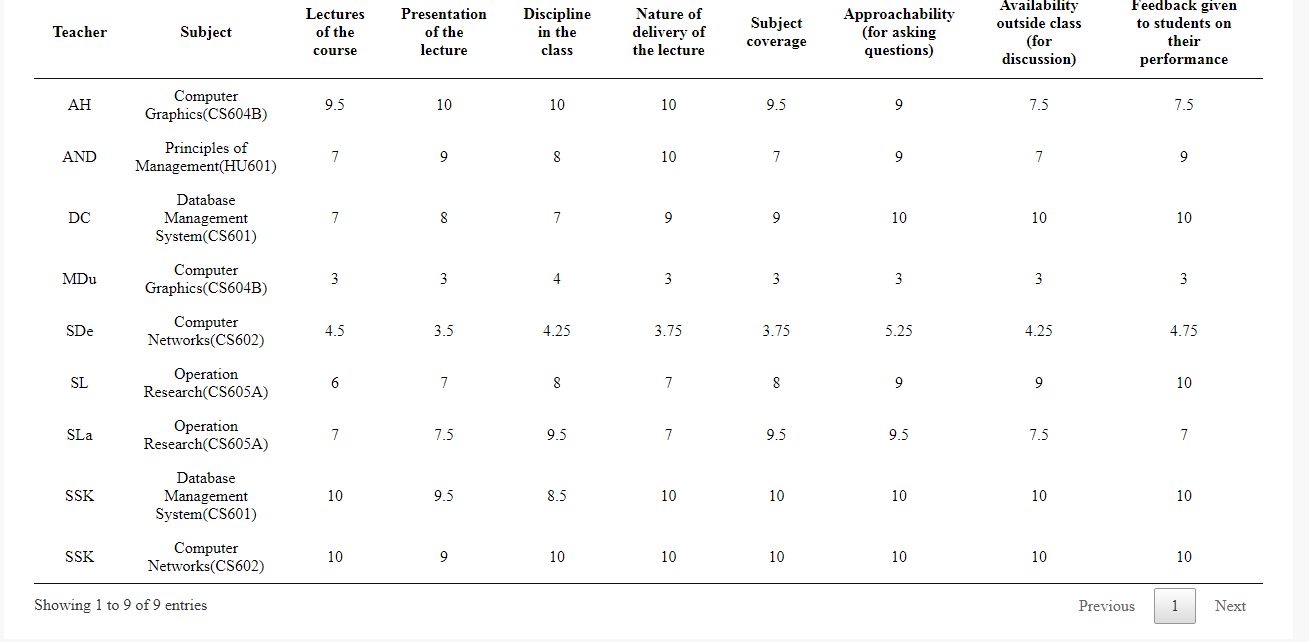 Teacher Subject Lectures of the course Presentation of the lecture Discipline in the class Nature of delivery of the lecture Subject coverage Approachability (for asking questions) Availability outside class (for discussion) Feedback given to students on their performance
AH Computer Graphics(CS604B) 9.5 10 10 10 9.5 9 7.5 7.5
AND Principles of Management(HU601) 7 9 8 10 7 9 7 9
DC Database Management System(CS601) 7 8 7 9 9 10 10 10
MDu Computer Graphics(CS604B) 3 3 4 3 3 3 3 3
SDe Computer Networks(CS602) 4.5 3.5 4.25 3.75 3.75 5.25 4.25 4.75
SL Operation Research(CS605A) 6 7 8 7 8 9 9 10
SLa Operation Research(CS605A) 7 7.5 9.5 7 9.5 9.5 7.5 7
SSK Database Management System(CS601) 10 9.5 8.5 10 10 10 10 10
SSK Computer Networks(CS602) 10 9 10 10 10 10 10 10
Showing 1 to 9 of 9 entries Previous 1 Next